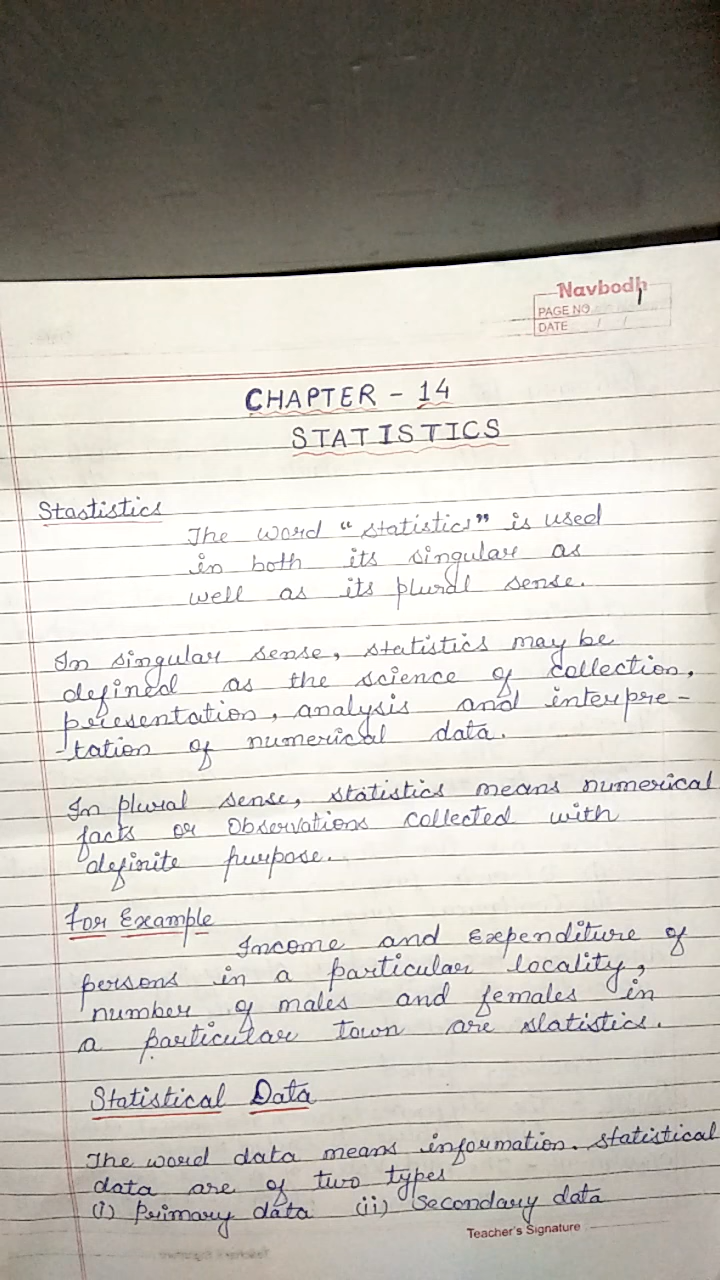 Navbodh
PAGE NO. 1
DATE / /
CHAPTER - 14
STATISTICS
Stastistics
The word "statistics" is used
in both its singular as
well as its plural sense.
In singular sense, statistics may be
defined as the science of collection,
presentation, analysis and interpre-
-tation of numerical data.
In plural sense, statistics means numerical
facts or Observations collected with
definite purpose.
For Example
Income and Expenditure of
persons in a particular locality,
number of males and females in
a particular town are statistics.
Statistical Data
The word data means information. statistical
data are of two types
(i) Primary data (ii) Secondary data
Teacher's Signature